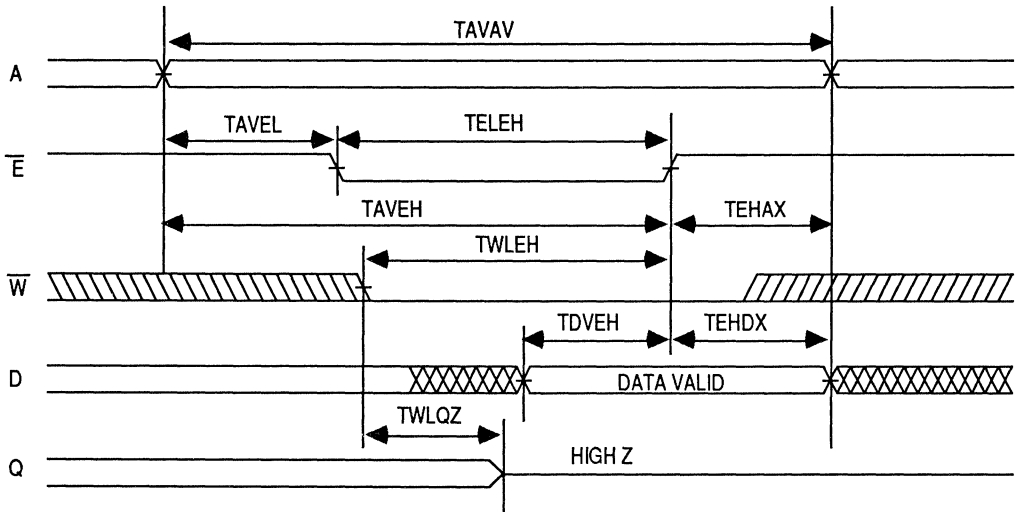 TAVAV
A
TAVEL TELEH
E̅
TAVEH TEHAX
TWLEH
W̅
TDVEH TEHDX
D DATA VALID
TWLQZ
Q HIGH Z